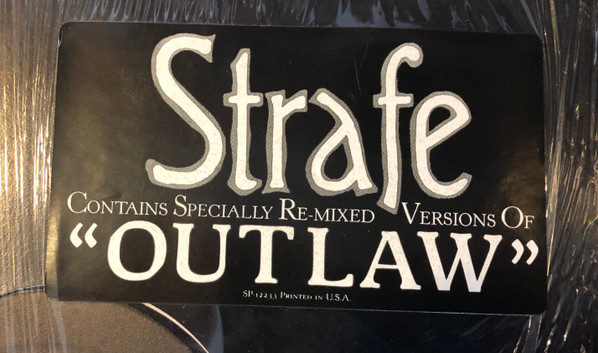 Strafe
Contains Specially Re-mixed Versions Of
“OUTLAW”
SP-12233 Printed in U.S.A.